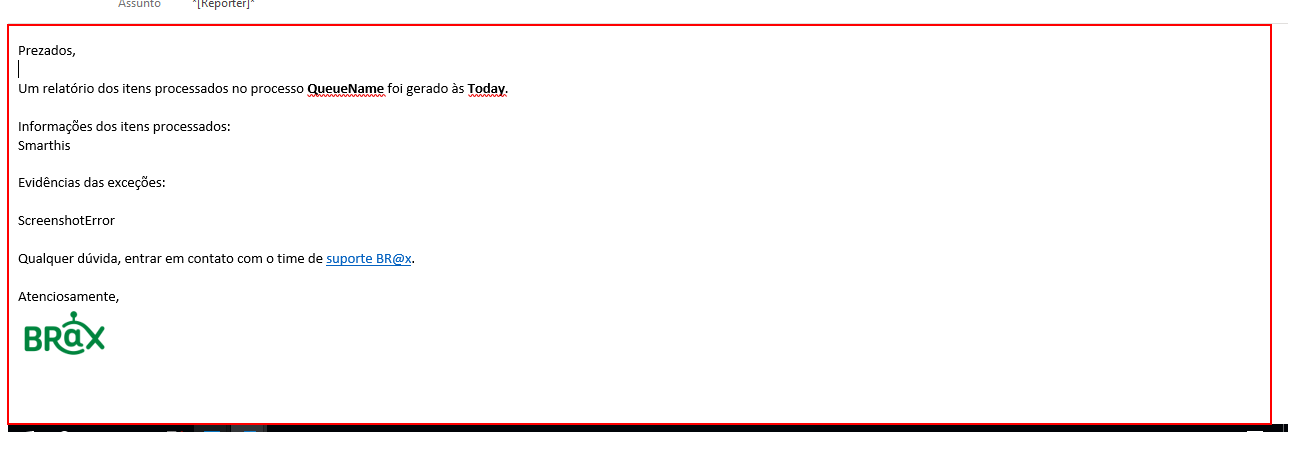 Assunto *[Reporter]*
Prezados,
Um relatório dos itens processados no processo QueueName foi gerado às Today.
Informações dos itens processados:
Smarthis
Evidências das exceções:
ScreenshotError
Qualquer dúvida, entrar em contato com o time de suporte BR@x.
Atenciosamente,
BR@X